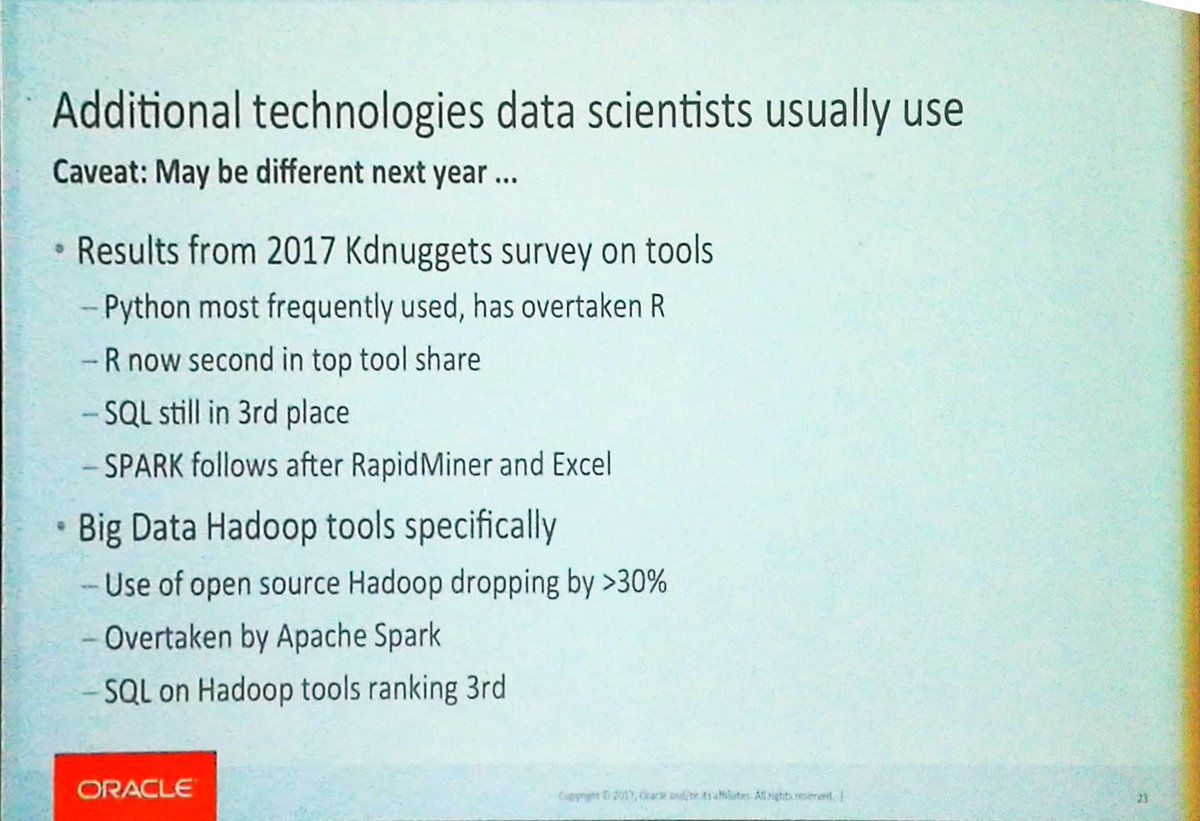 Additional technologies data scientists usually use
Caveat: May be different next year ...
• Results from 2017 Kdnuggets survey on tools
– Python most frequently used, has overtaken R
– R now second in top tool share
– SQL still in 3rd place
– SPARK follows after RapidMiner and Excel
• Big Data Hadoop tools specifically
– Use of open source Hadoop dropping by >30%
– Overtaken by Apache Spark
– SQL on Hadoop tools ranking 3rd
ORACLE
Copyright © 2017, Oracle and/or its affiliates. All rights reserved. |
23